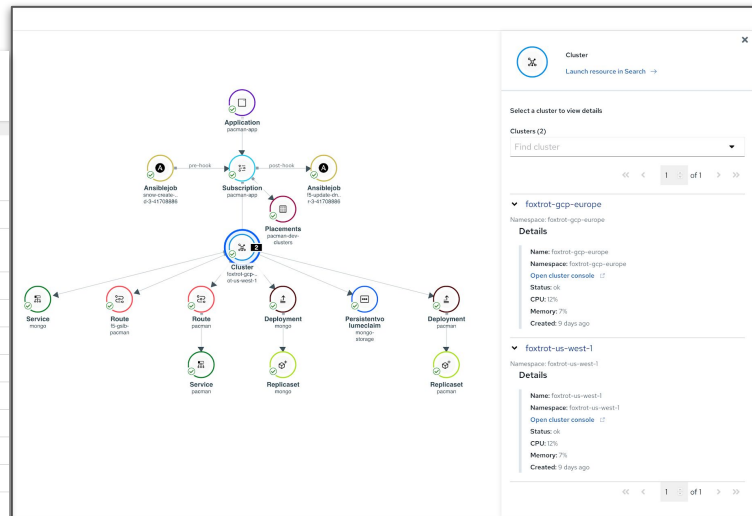 Application
pacman-app
pre-hook
post-hook
Ansiblejob
snow-create-..
d-3-41708886
Subscription
pacman-app
Ansiblejob
f5-update-dn..
r-3-41708886
Placements
pacman-dev-
clusters
2
Cluster
foxtrot-gcp-..
ot-us-west-1
Service
mongo
Route
f5-gslb-
pacman
Route
pacman
Deployment
mongo
Persistentvo
lumeclaim
mongo-
storage
Deployment
pacman
Service
pacman
Replicaset
mongo
Replicaset
pacman
Cluster
Launch resource in Search →
Select a cluster to view details
Clusters (2)
Find cluster
1 of 1
foxtrot-gcp-europe
Namespace: foxtrot-gcp-europe
Details
Name: foxtrot-gcp-europe
Namespace: foxtrot-gcp-europe
Open cluster console
Status: ok
CPU: 12%
Memory: 7%
Created: 9 days ago
foxtrot-us-west-1
Namespace: foxtrot-us-west-1
Details
Name: foxtrot-us-west-1
Namespace: foxtrot-us-west-1
Open cluster console
Status: ok
CPU: 12%
Memory: 7%
Created: 9 days ago
1 of 1